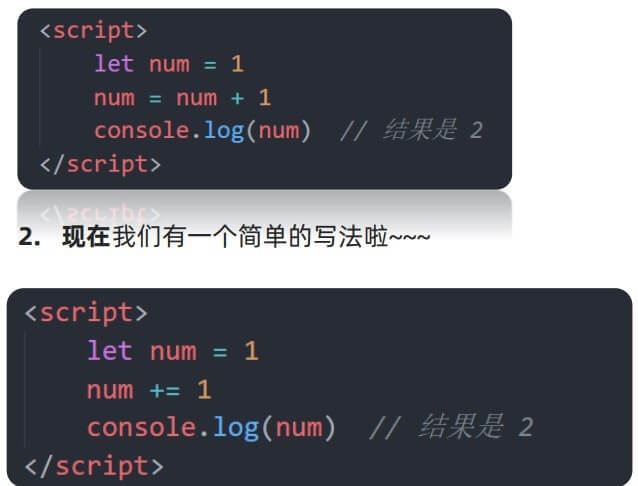 <script>
let num = 1
num = num + 1
console.log(num)  // 结果是 2
</script>
2. 现在我们有一个简单的写法啦~~~
<script>
let num = 1
num += 1
console.log(num)  // 结果是 2
</script>